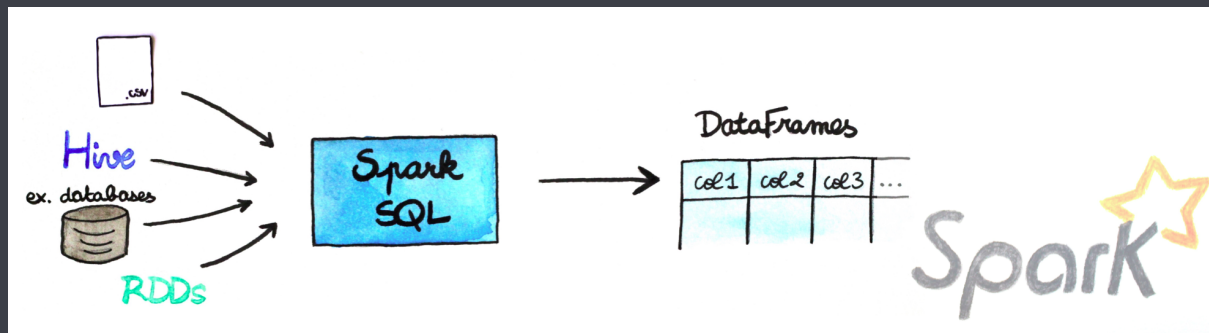 .csv
Hive
ex. databases
RDDs
Spark
SQL
DataFrames
col1 col2 col3 ...
Spark